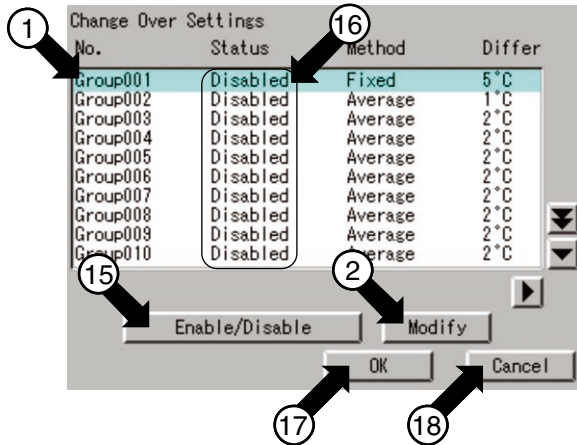 Change Over Settings
No. Status Method Differ
Group001 Disabled Fixed 5°C
Group002 Disabled Average 1°C
Group003 Disabled Average 2°C
Group004 Disabled Average 2°C
Group005 Disabled Average 2°C
Group006 Disabled Average 2°C
Group007 Disabled Average 2°C
Group008 Disabled Average 2°C
Group009 Disabled Average 2°C
Group010 Disabled Average 2°C
Enable/Disable Modify
OK Cancel
1
16
15
2
17
18